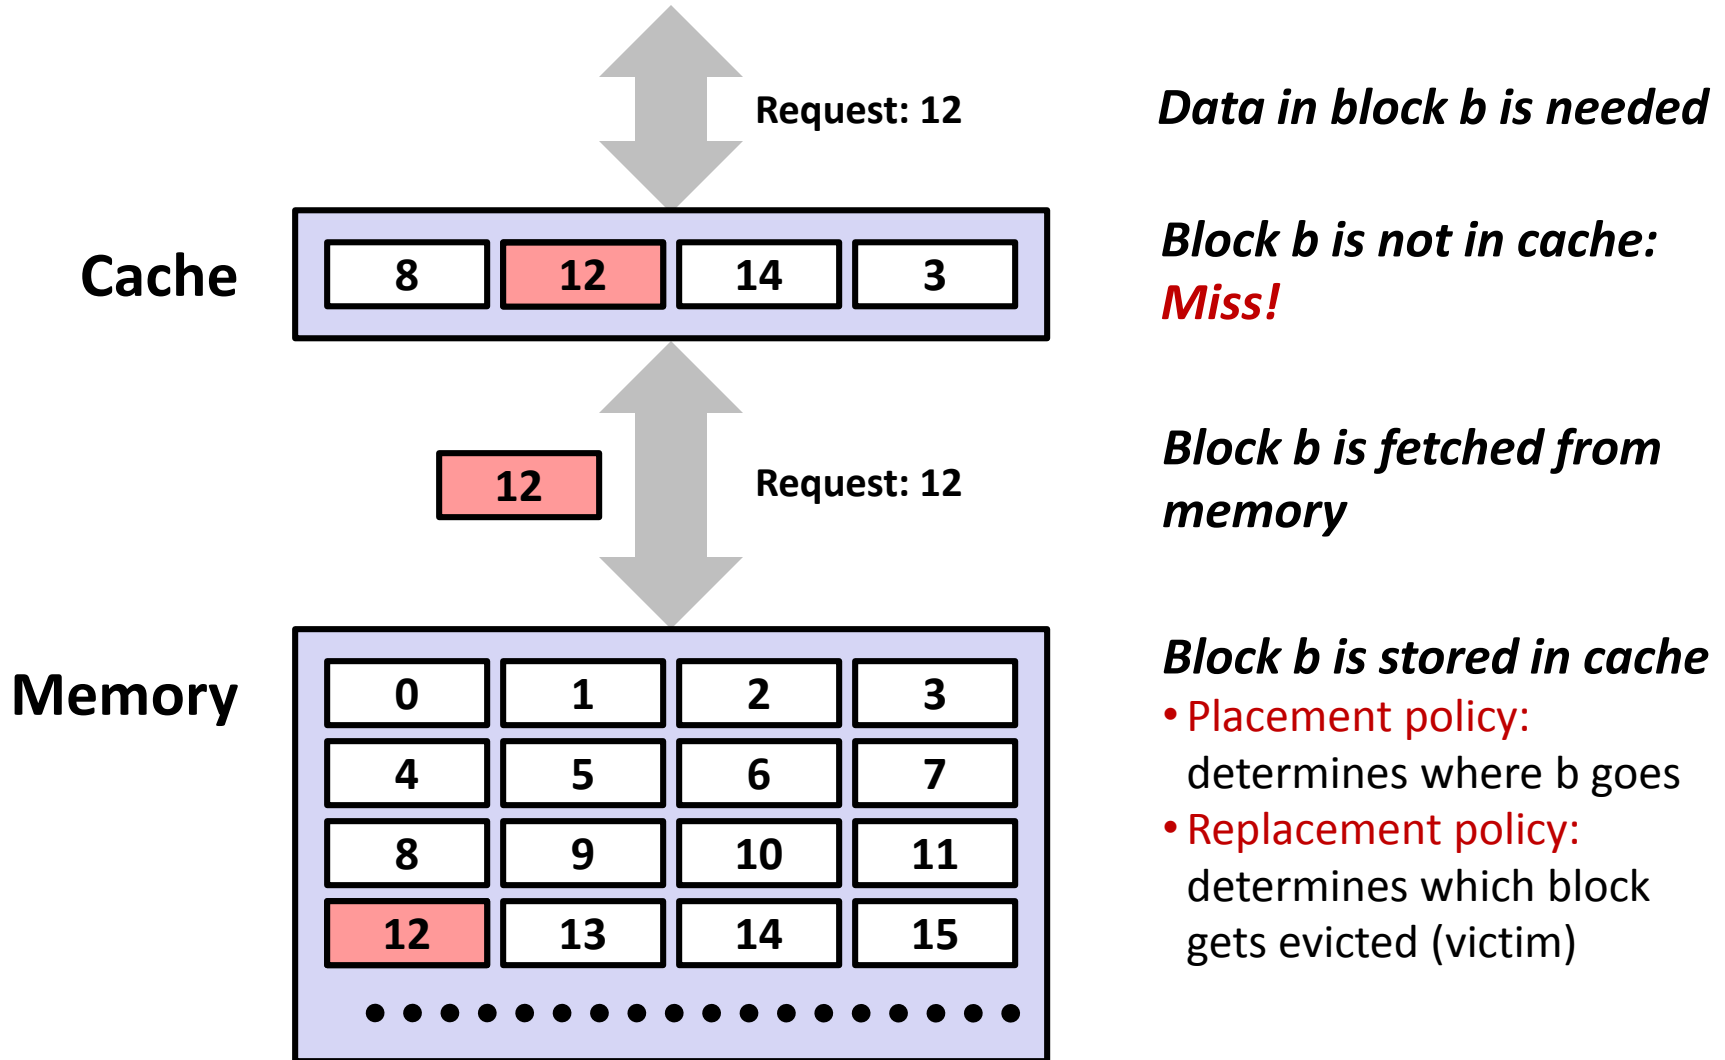 Request: 12
Data in block b is needed
Cache
8 12 14 3
Block b is not in cache:
Miss!
12
Request: 12
Block b is fetched from
memory
Memory
0 1 2 3
4 5 6 7
8 9 10 11
12 13 14 15
Block b is stored in cache
• Placement policy:
determines where b goes
• Replacement policy:
determines which block
gets evicted (victim)